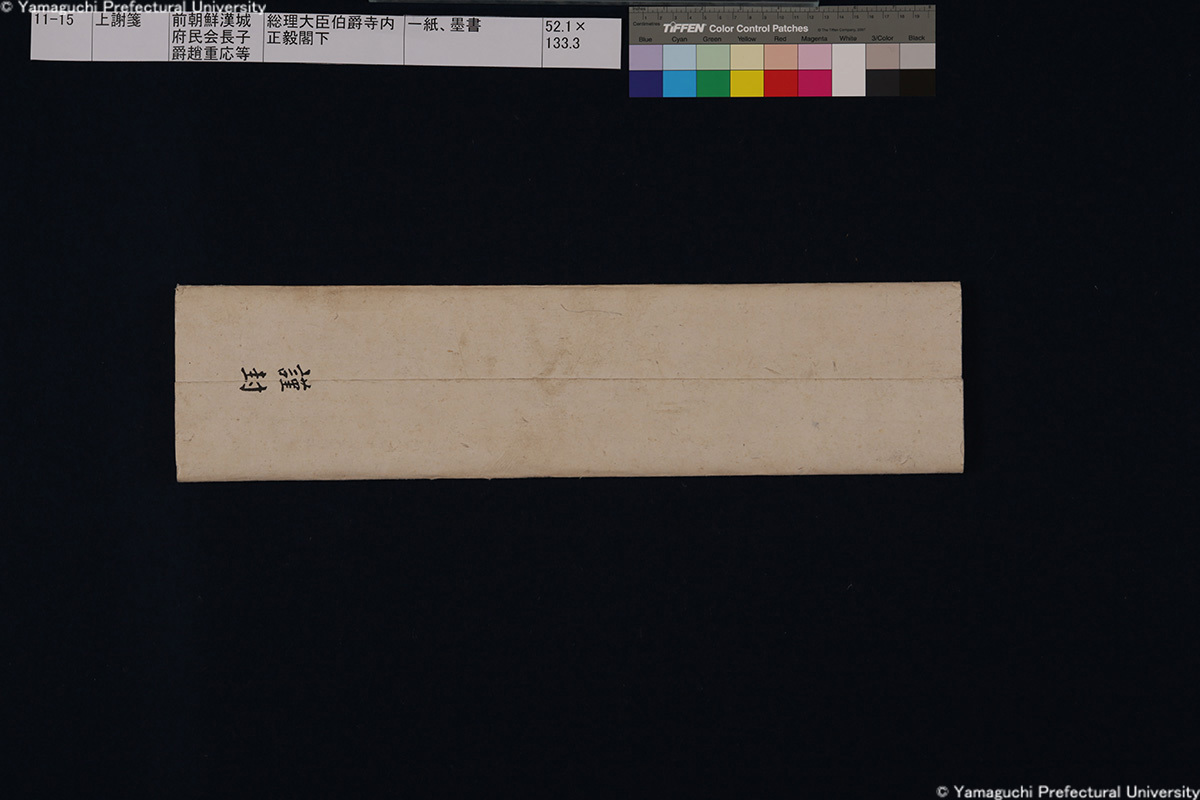 © Yamaguchi Prefectural University
11-15
上謝箋
前朝鮮漢城
府民会長子
爵趙重応等
総理大臣伯爵寺内
正毅閣下
一紙、墨書
52.1×
133.3
TIFFEN Color Control Patches
Blue Cyan Green Yellow Red Magenta White 3/Color Black
謹
封
© Yamaguchi Prefectural University